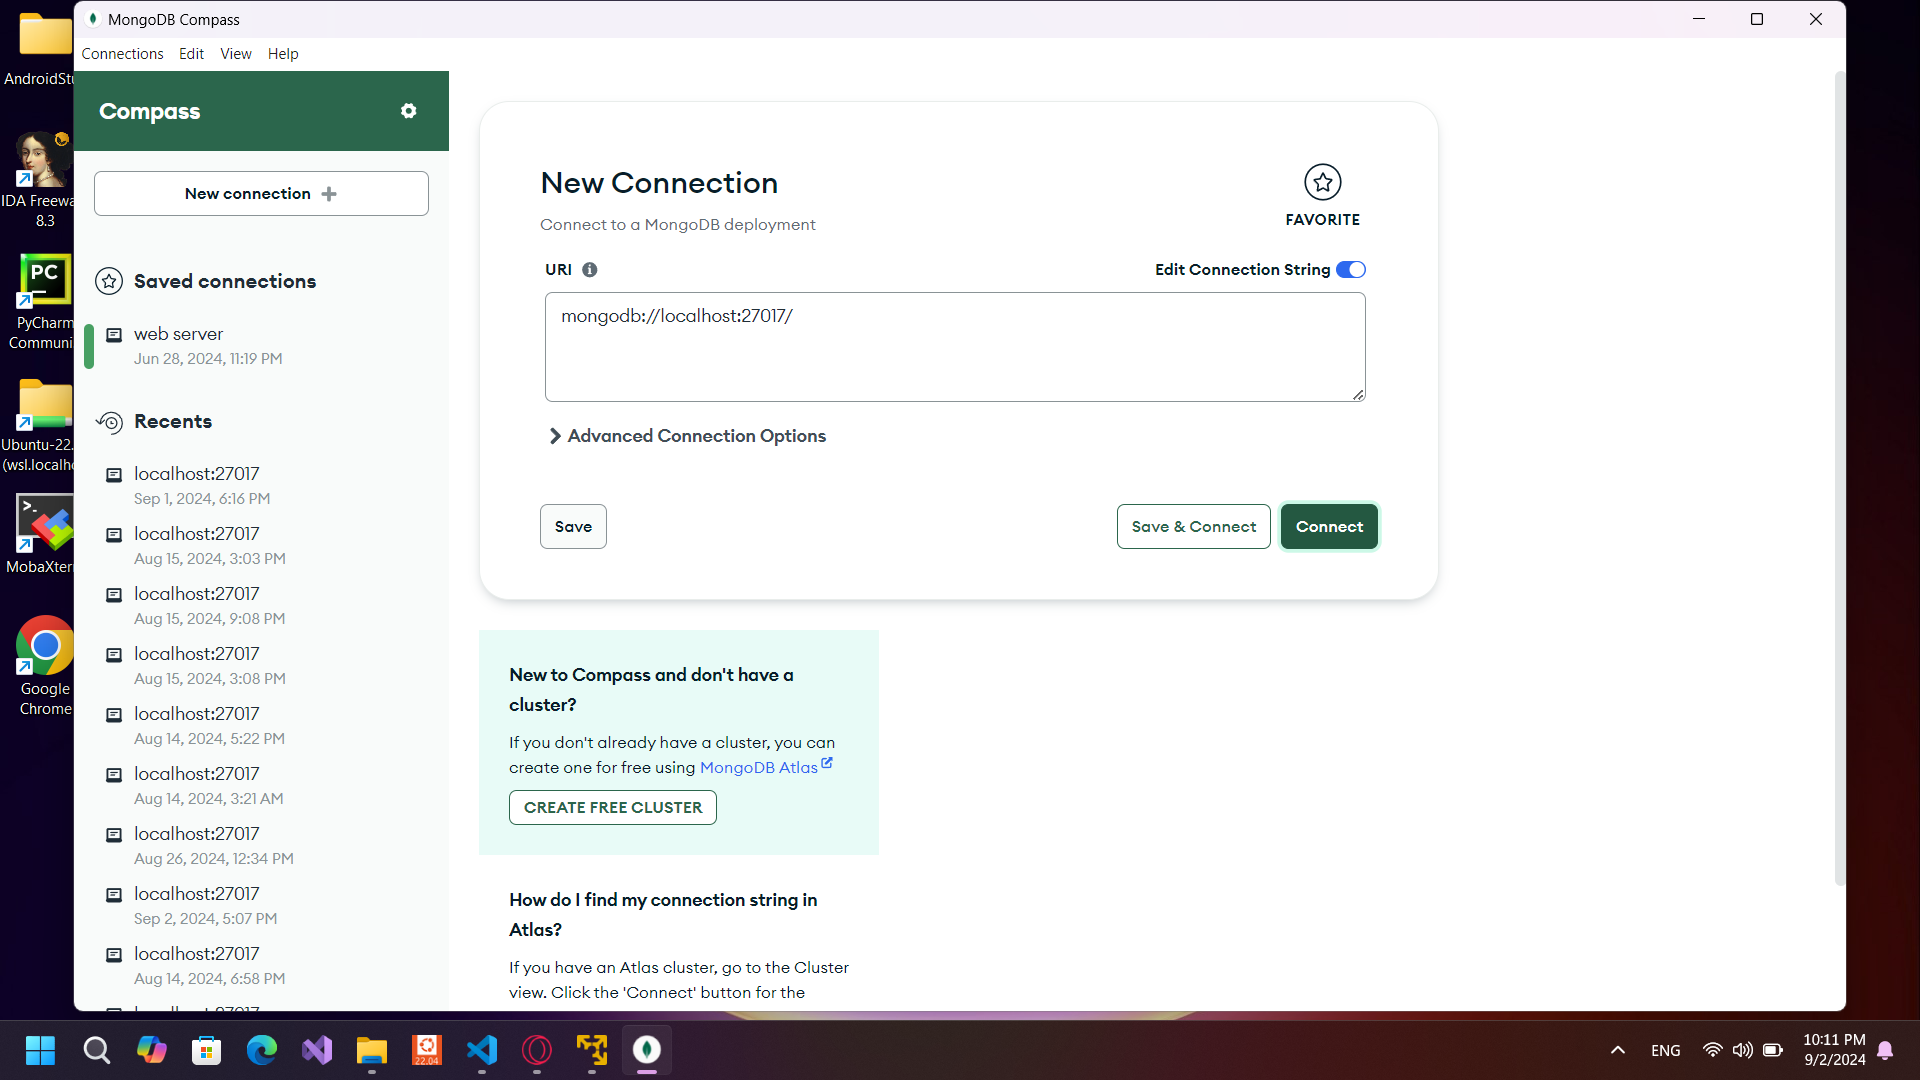 MongoDB Compass
Connections Edit View Help
AndroidStu
IDA Freewa
8.3
PC
PyCharm
Communi
Ubuntu-22.
(wsl.localho
MobaXter
Google
Chrome
Compass
New connection
Saved connections
web server
Jun 28, 2024, 11:19 PM
Recents
localhost:27017
Sep 1, 2024, 6:16 PM
localhost:27017
Aug 15, 2024, 3:03 PM
localhost:27017
Aug 15, 2024, 9:08 PM
localhost:27017
Aug 15, 2024, 3:08 PM
localhost:27017
Aug 14, 2024, 5:22 PM
localhost:27017
Aug 14, 2024, 3:21 AM
localhost:27017
Aug 26, 2024, 12:34 PM
localhost:27017
Sep 2, 2024, 5:07 PM
localhost:27017
Aug 14, 2024, 6:58 PM
New Connection
FAVORITE
Connect to a MongoDB deployment
URI
Edit Connection String
mongodb://localhost:27017/
Advanced Connection Options
Save
Save & Connect
Connect
New to Compass and don't have a
cluster?
If you don't already have a cluster, you can
create one for free using MongoDB Atlas
CREATE FREE CLUSTER
How do I find my connection string in
Atlas?
If you have an Atlas cluster, go to the Cluster
view. Click the 'Connect' button for the
22.04
ENG
10:11 PM
9/2/2024